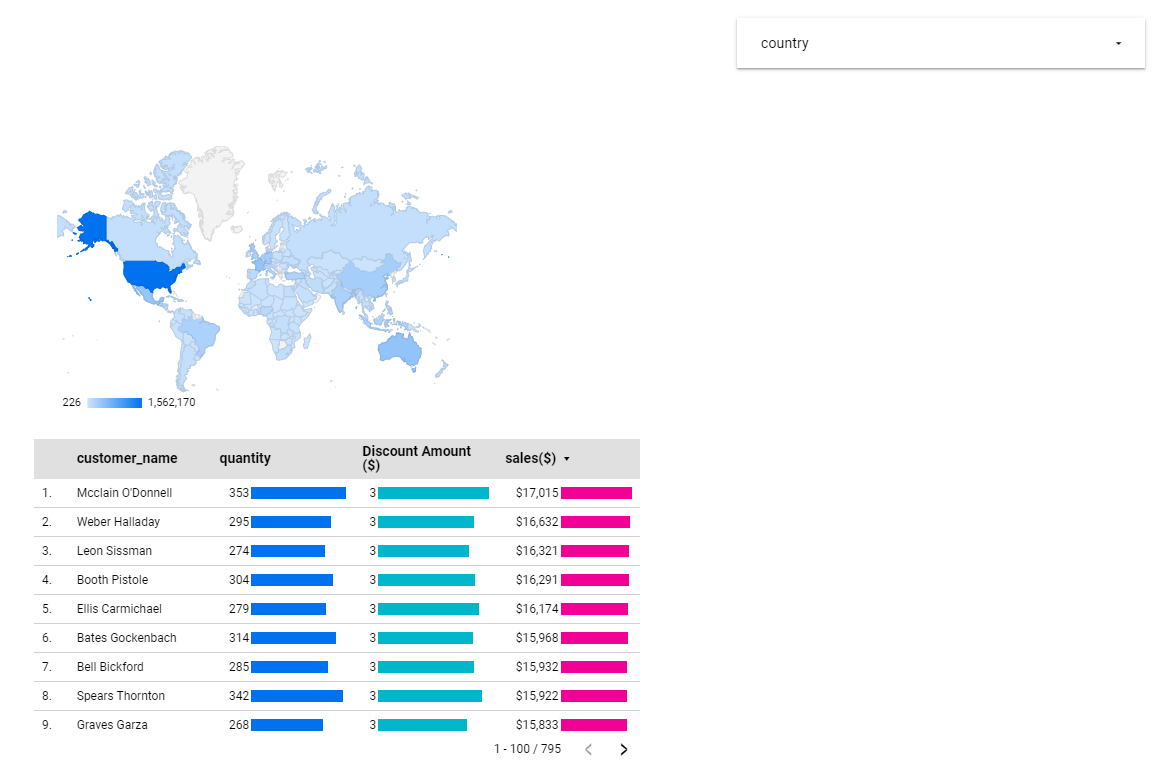 country
226 1,562,170
customer_name quantity Discount Amount ($) sales($)
1. Mcclain O'Donnell 353 3 $17,015
2. Weber Halladay 295 3 $16,632
3. Leon Sissman 274 3 $16,321
4. Booth Pistole 304 3 $16,291
5. Ellis Carmichael 279 3 $16,174
6. Bates Gockenbach 314 3 $15,968
7. Bell Bickford 285 3 $15,932
8. Spears Thornton 342 3 $15,922
9. Graves Garza 268 3 $15,833
1 - 100 / 795